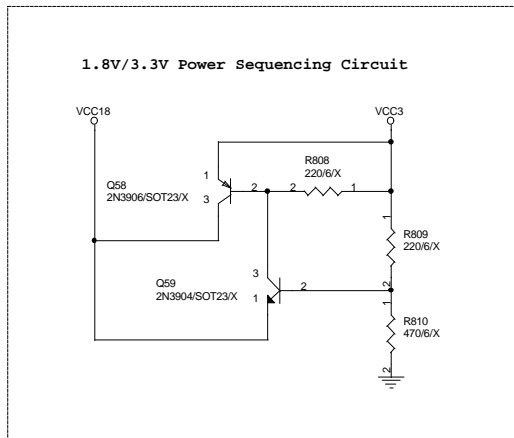 1.8V/3.3V Power Sequencing Circuit
VCC18
VCC3
R808
220/6/X
1
Q58
2N3906/SOT23/X
2
2
1
3
1
R809
220/6/X
Q59
2N3904/SOT23/X
3
2
2
1
1
R810
470/6/X
2